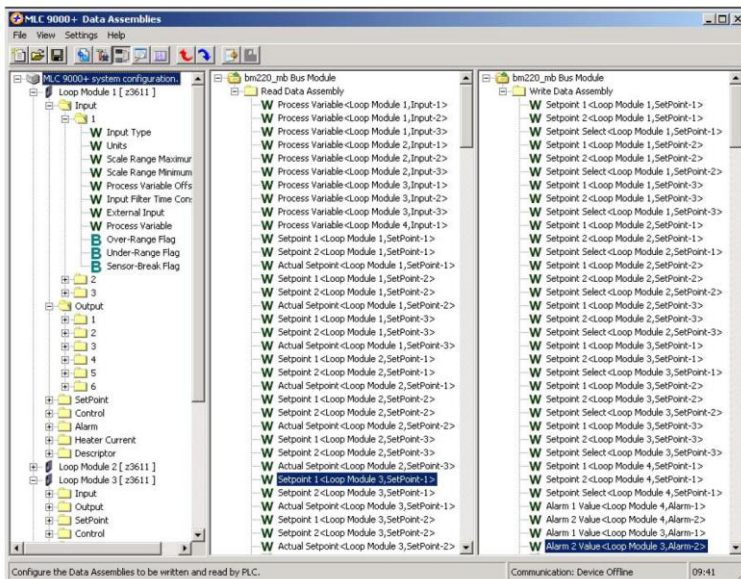 MLC 9000+ Data Assemblies
File View Settings Help
MLC 9000+ system configuration.
Loop Module 1 [ z3611 ]
Input
1
Input Type
Units
Scale Range Maximur
Scale Range Minimum
Process Variable Offs
Input Filter Time Con:
External Input
Process Variable
Over-Range Flag
Under-Range Flag
Sensor-Break Flag
2
3
Output
1
2
3
4
5
6
SetPoint
Control
Alarm
Heater Current
Descriptor
Loop Module 2 [ z3611 ]
Loop Module 3 [ z3611 ]
Input
Output
SetPoint
Control
bm220_mb Bus Module
Read Data Assembly
Process Variable<Loop Module 1,Input-1>
Process Variable<Loop Module 1,Input-2>
Process Variable<Loop Module 1,Input-3>
Process Variable<Loop Module 2,Input-1>
Process Variable<Loop Module 2,Input-2>
Process Variable<Loop Module 2,Input-3>
Process Variable<Loop Module 3,Input-1>
Process Variable<Loop Module 3,Input-2>
Process Variable<Loop Module 3,Input-3>
Process Variable<Loop Module 4,Input-1>
Setpoint 1<Loop Module 1,SetPoint-1>
Setpoint 2<Loop Module 1,SetPoint-1>
Actual Setpoint<Loop Module 1,SetPoint-1>
Setpoint 1<Loop Module 1,SetPoint-2>
Setpoint 2<Loop Module 1,SetPoint-2>
Actual Setpoint<Loop Module 1,SetPoint-2>
Setpoint 1<Loop Module 1,SetPoint-3>
Setpoint 2<Loop Module 1,SetPoint-3>
Actual Setpoint<Loop Module 1,SetPoint-3>
Setpoint 1<Loop Module 2,SetPoint-1>
Setpoint 2<Loop Module 2,SetPoint-1>
Actual Setpoint<Loop Module 2,SetPoint-1>
Setpoint 1<Loop Module 2,SetPoint-2>
Setpoint 2<Loop Module 2,SetPoint-2>
Actual Setpoint<Loop Module 2,SetPoint-2>
Setpoint 1<Loop Module 2,SetPoint-3>
Setpoint 2<Loop Module 2,SetPoint-3>
Actual Setpoint<Loop Module 2,SetPoint-3>
Setpoint 1<Loop Module 3,SetPoint-1>
Setpoint 2<Loop Module 3,SetPoint-1>
Actual Setpoint<Loop Module 3,SetPoint-1>
Setpoint 1<Loop Module 3,SetPoint-2>
Setpoint 2<Loop Module 3,SetPoint-2>
Actual Setpoint<Loop Module 3,SetPoint-2>
bm220_mb Bus Module
Write Data Assembly
Setpoint 1<Loop Module 1,SetPoint-1>
Setpoint 2<Loop Module 1,SetPoint-1>
Setpoint Select<Loop Module 1,SetPoint-1>
Setpoint 1<Loop Module 1,SetPoint-2>
Setpoint 2<Loop Module 1,SetPoint-2>
Setpoint Select<Loop Module 1,SetPoint-2>
Setpoint 1<Loop Module 1,SetPoint-3>
Setpoint 2<Loop Module 1,SetPoint-3>
Setpoint Select<Loop Module 1,SetPoint-3>
Setpoint 1<Loop Module 2,SetPoint-1>
Setpoint 2<Loop Module 2,SetPoint-1>
Setpoint Select<Loop Module 2,SetPoint-1>
Setpoint 1<Loop Module 2,SetPoint-2>
Setpoint 2<Loop Module 2,SetPoint-2>
Setpoint Select<Loop Module 2,SetPoint-2>
Setpoint 1<Loop Module 2,SetPoint-3>
Setpoint 2<Loop Module 2,SetPoint-3>
Setpoint Select<Loop Module 2,SetPoint-3>
Setpoint 1<Loop Module 3,SetPoint-1>
Setpoint 2<Loop Module 3,SetPoint-1>
Setpoint Select<Loop Module 3,SetPoint-1>
Setpoint 1<Loop Module 3,SetPoint-2>
Setpoint 2<Loop Module 3,SetPoint-2>
Setpoint Select<Loop Module 3,SetPoint-2>
Setpoint 1<Loop Module 3,SetPoint-3>
Setpoint 2<Loop Module 3,SetPoint-3>
Setpoint Select<Loop Module 3,SetPoint-3>
Setpoint 1<Loop Module 4,SetPoint-1>
Setpoint 2<Loop Module 4,SetPoint-1>
Setpoint Select<Loop Module 4,SetPoint-1>
Alarm 1 Value<Loop Module 4,Alarm-1>
Alarm 2 Value<Loop Module 4,Alarm-1>
Alarm 1 Value<Loop Module 3,Alarm-2>
Alarm 2 Value<Loop Module 3,Alarm-2>
Configure the Data Assemblies to be written and read by PLC.
Communication: Device Offline
09:41